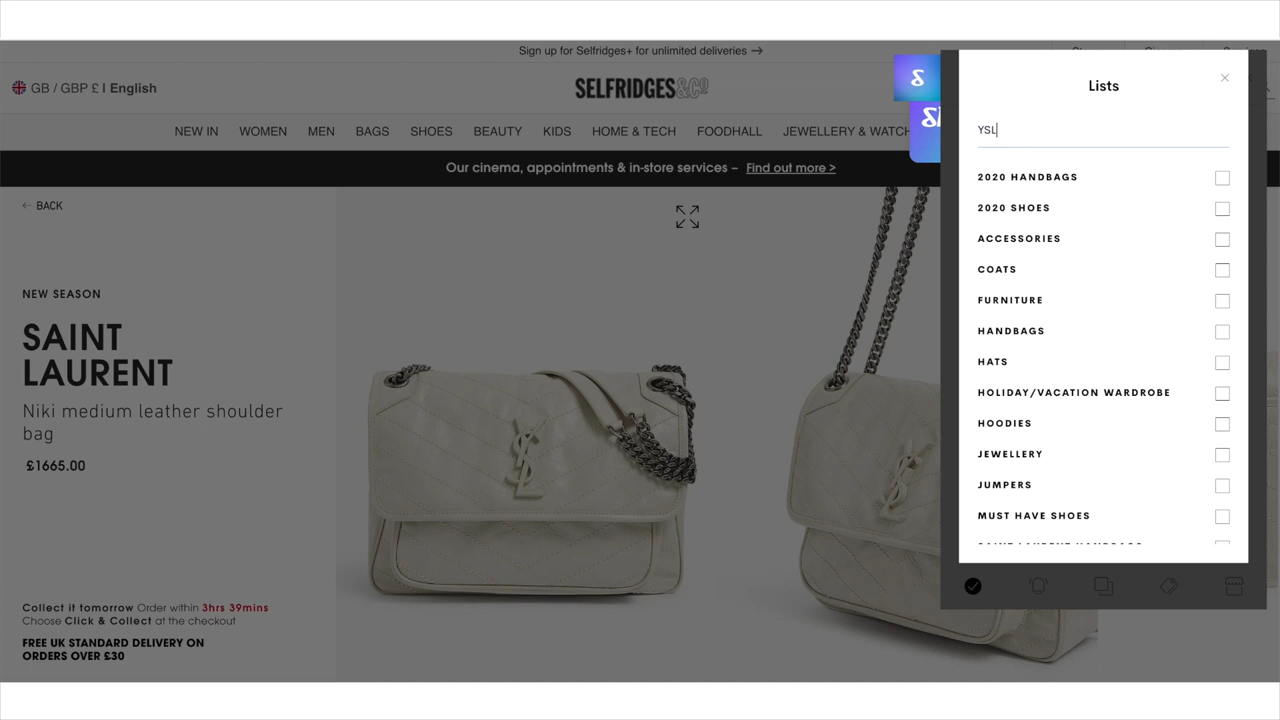 Sign up for Selfridges+ for unlimited deliveries →
GB / GBP £ | English
SELFRIDGES&Co
NEW IN WOMEN MEN BAGS SHOES BEAUTY KIDS HOME & TECH FOODHALL JEWELLERY & WATCH
Our cinema, appointments & in-store services – Find out more >
← BACK
NEW SEASON
SAINT
LAURENT
Niki medium leather shoulder
bag
£1665.00
Collect it tomorrow Order within 3hrs 39mins
Choose Click & Collect at the checkout
FREE UK STANDARD DELIVERY ON
ORDERS OVER £30
Lists
YSL
2020 HANDBAGS
2020 SHOES
ACCESSORIES
COATS
FURNITURE
HANDBAGS
HATS
HOLIDAY/VACATION WARDROBE
HOODIES
JEWELLERY
JUMPERS
MUST HAVE SHOES